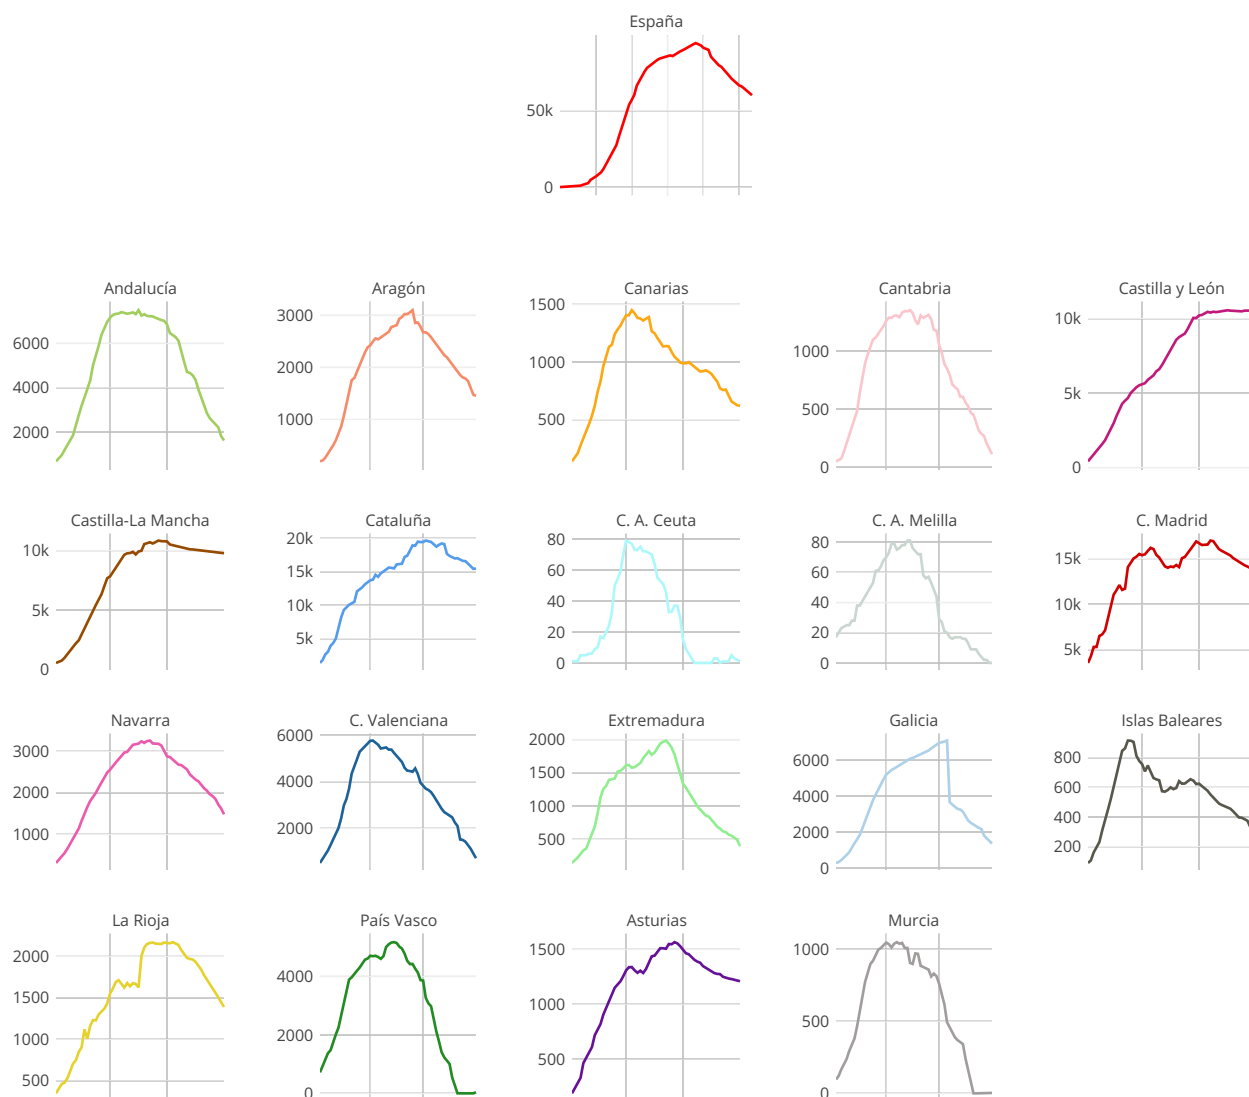 España
50k
0
Andalucía
6000
4000
2000
Aragón
3000
2000
1000
Canarias
1500
1000
500
Cantabria
1000
500
0
Castilla y León
10k
5k
0
Castilla-La Mancha
10k
5k
0
Cataluña
20k
15k
10k
5k
C. A. Ceuta
80
60
40
20
0
C. A. Melilla
80
60
40
20
0
C. Madrid
15k
10k
5k
Navarra
3000
2000
1000
C. Valenciana
6000
4000
2000
Extremadura
2000
1500
1000
500
Galicia
6000
4000
2000
0
Islas Baleares
800
600
400
200
La Rioja
2000
1500
1000
500
País Vasco
4000
2000
0
Asturias
1500
1000
500
Murcia
1000
500
0